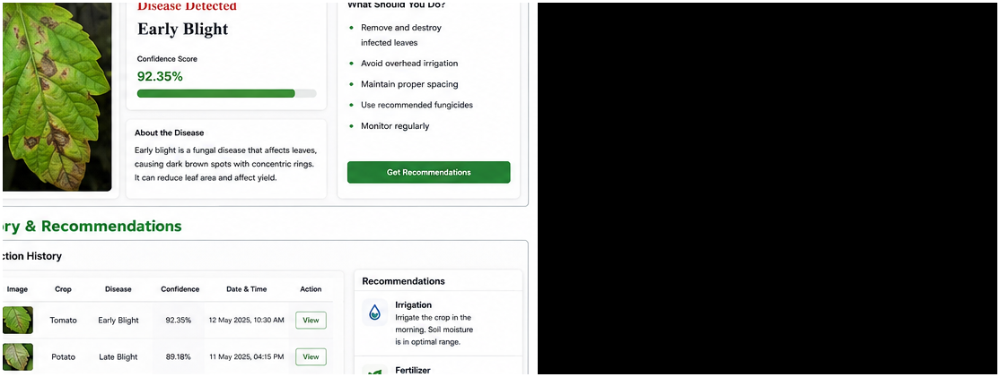 Disease Detected
Early Blight
Confidence Score
92.35%
About the Disease
Early blight is a fungal disease that affects leaves,
causing dark brown spots with concentric rings.
It can reduce leaf area and affect yield.
What Should You Do?
• Remove and destroy
infected leaves
• Avoid overhead irrigation
• Maintain proper spacing
• Use recommended fungicides
• Monitor regularly
Get Recommendations
ry & Recommendations
ction History
Image Crop Disease Confidence Date & Time Action
Tomato Early Blight 92.35% 12 May 2025, 10:30 AM View
Potato Late Blight 89.18% 11 May 2025, 04:15 PM View
Recommendations
Irrigation
Irrigate the crop in the
morning. Soil moisture
is in optimal range.
Fertilizer